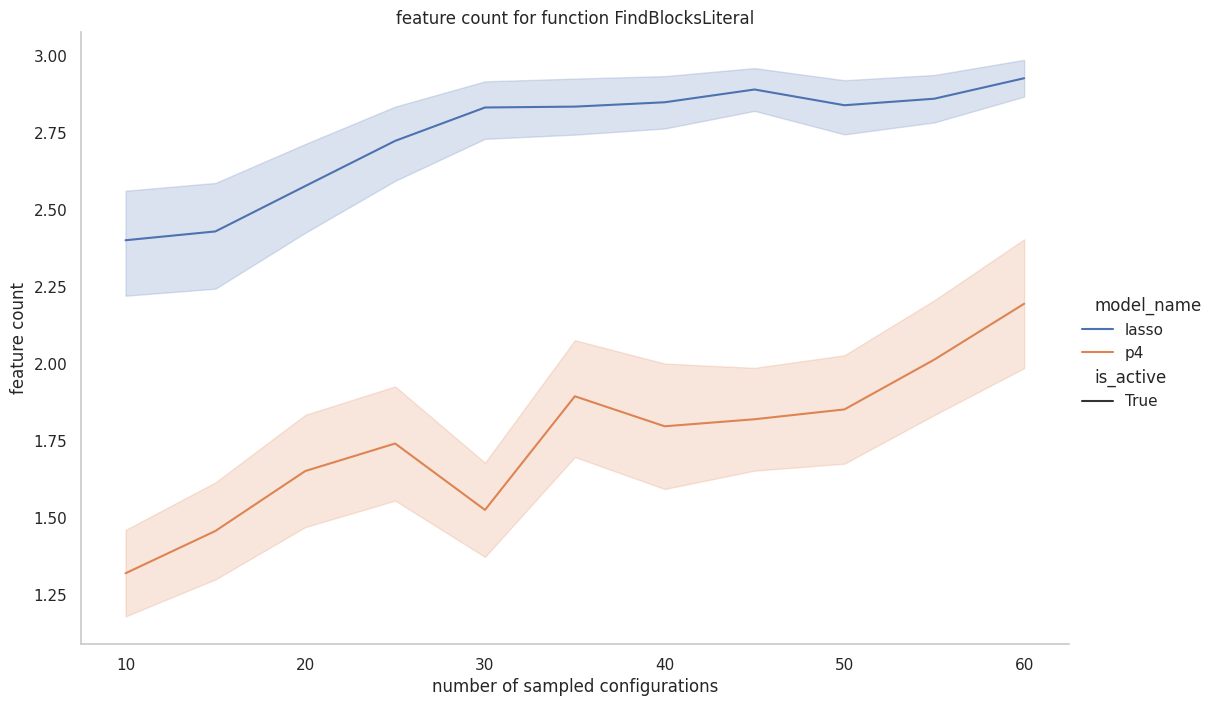 feature count for function FindBlocksLiteral
3.00
2.75
2.50
2.25
2.00
1.75
1.50
1.25
feature count
10
20
30
40
50
60
number of sampled configurations
model_name
lasso
p4
is_active
True